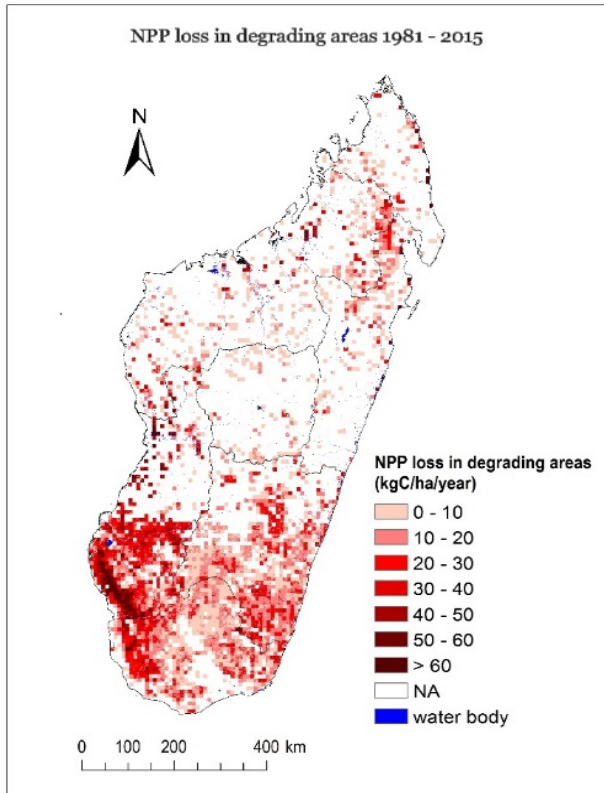 NPP loss in degrading areas 1981 - 2015
N
NPP loss in degrading areas
(kgC/ha/year)
0 - 10
10 - 20
20 - 30
30 - 40
40 - 50
50 - 60
> 60
NA
water body
0 100 200 400 km